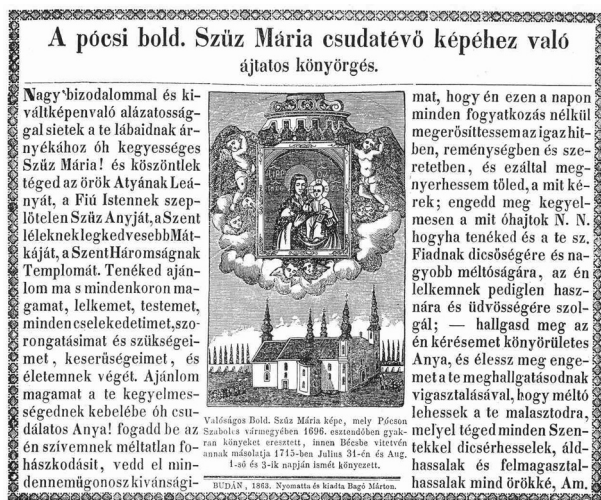 A pócsi bold. Szűz Mária csudatévő képéhez való
ájtatos könyörgés.
Nagy bizodalommal és ki-
váltképenvaló alázatosság-
gal sietek a te lábaidnak ár-
nyékához óh kegyességes
Szűz Mária! és köszöntlek
téged az örök Atyának Leá-
nyát, a Fiú Istennek szep-
lőtelen Szűz Anyját, a Szent
léleknek legkedvesebb Mát-
káját, a Szent Háromságnak
Templomát. Tenéked aján-
lom ma s mindenkoron ma-
gamat, lelkemet, testemet,
minden cselekedetimet, szo-
rongatásimat és szükségei-
met, keserűségeimet, és
életemnek végét. Ajánlom
magamat a te kegyelmes-
ségednek kebelébe óh csu-
dálatos Anya! fogadd be az
én szívemnek méltatlan fo-
hászkodásit, vedd el min-
dennemű gonosz kivánsági-
Valóságos Bold. Szűz Mária képe, mely Pócson
Szabolcs vármegyében 1696. esztendőben gyak-
ran könyeket eresztett, innen Bécsbe vitetvén
annak másolatja 1715-ben Julius 31-én és Aug.
1-ső és 3-ik napján ismét könyezett.
BUDÁN, 1863. Nyomatta és kiadta Bagó Márton.
mat, hogy én ezen a napon
minden fogyatkozás nélkül
megerősíttessem az igaz hit-
ben, reménységben és sze-
retetben, és ezáltal meg-
nyerhessem tőled, a mit ké-
rek; engedd meg kegyel-
mesen a mit óhajtok N. N.
hogyha tenéked és a te sz.
Fiadnak dicsőségére és na-
gyobb méltóságára, az én
lelkemnek pediglen hasz-
nára és üdvösségére szol-
gál; — hallgasd meg az
én kérésemet könyörületes
Anya, és élessz meg enge-
met a te meghallgatásodnak
vigasztalásával, hogy méltó
lehessek a te malasztodra,
melyel téged minden Szen-
tekkel dicsérhesselek, áld-
hassalak és felmagasztal-
hassalak mind örökké, Am.